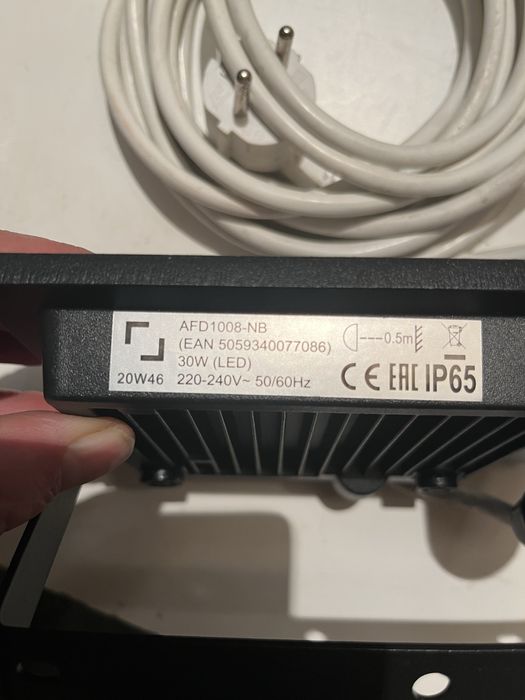 AFD1008-NB
(EAN 5059340077086)
30W (LED)
20W46 220-240V~ 50/60Hz
0.5m
CE EAC IP65